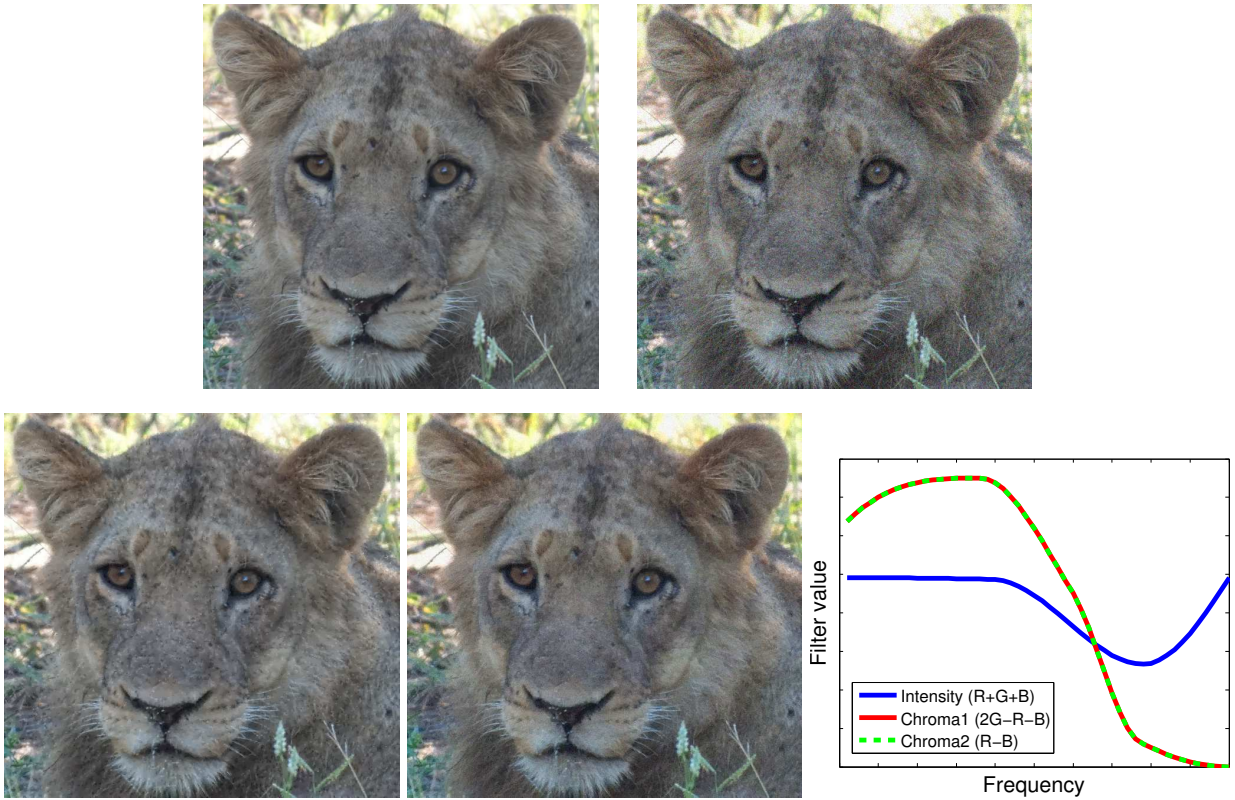 Filter value
Intensity (R+G+B)
Chroma1 (2G−R−B)
Chroma2 (R−B)
Frequency